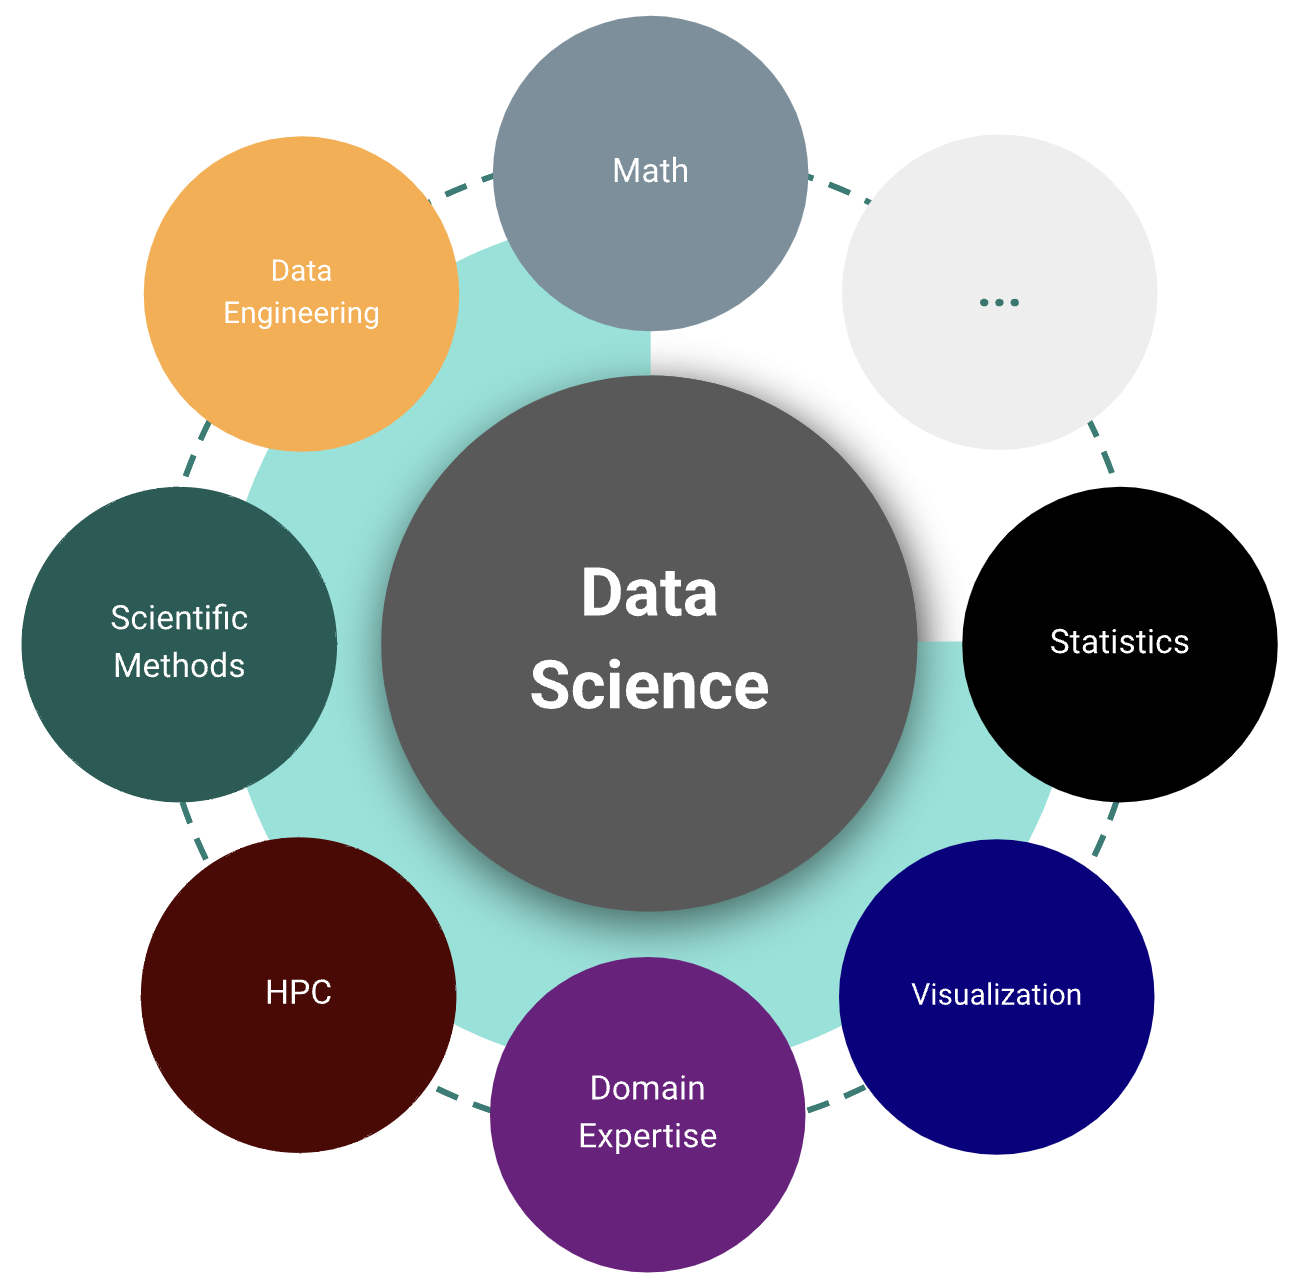 Math
...
Data
Engineering
Data
Science
Scientific
Methods
Statistics
HPC
Visualization
Domain
Expertise